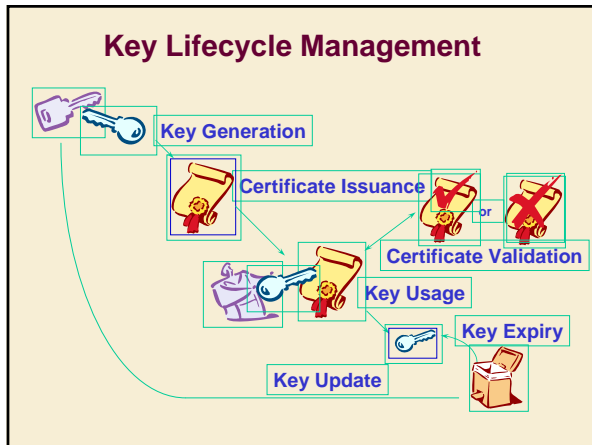 Key Lifecycle Management
Key Generation
Certificate Issuance
or
Certificate Validation
Key Usage
Key Expiry
Key Update